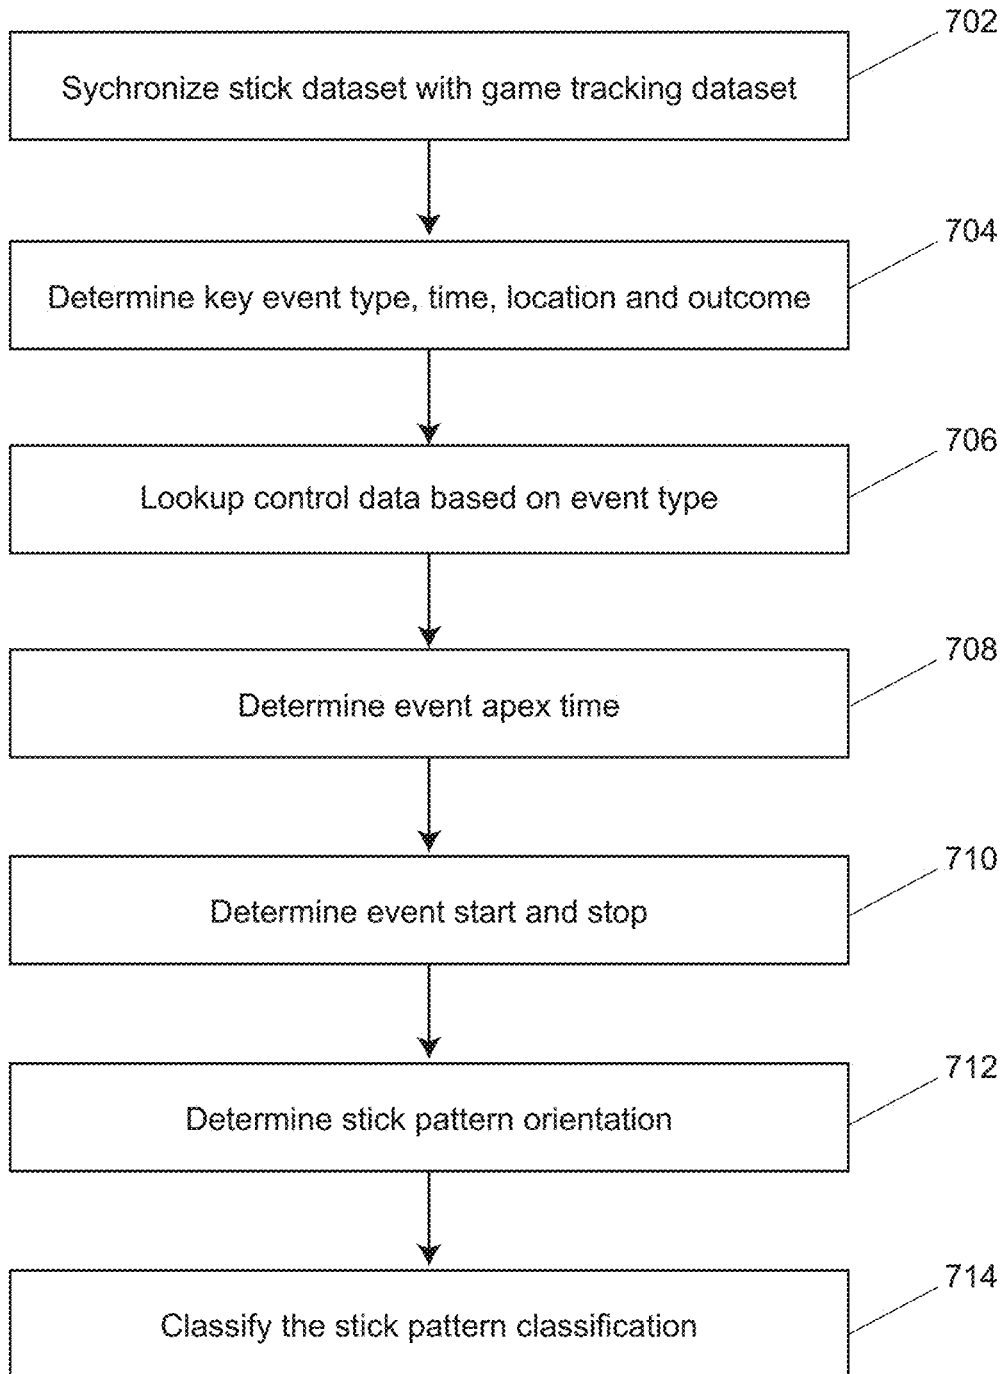 702
Sychronize stick dataset with game tracking dataset
704
Determine key event type, time, location and outcome
706
Lookup control data based on event type
708
Determine event apex time
710
Determine event start and stop
712
Determine stick pattern orientation
714
Classify the stick pattern classification